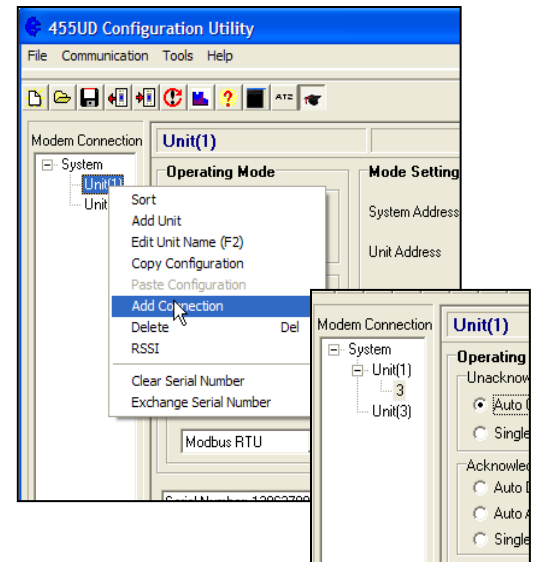 455UD Configuration Utility
File Communication Tools Help
ATZ
Modem Connection
Unit(1)
System
Unit(1)
Unit
Operating Mode
Mode Setting
System Address
Unit Address
Sort
Add Unit
Edit Unit Name (F2)
Copy Configuration
Paste Configuration
Add Connection
Delete Del
RSSI
Clear Serial Number
Exchange Serial Number
Modbus RTU
Modem Connection
Unit(1)
System
Unit(1)
3
Unit(3)
Operating
Unacknow
Auto
Single
Acknowled
Auto
Auto
Single